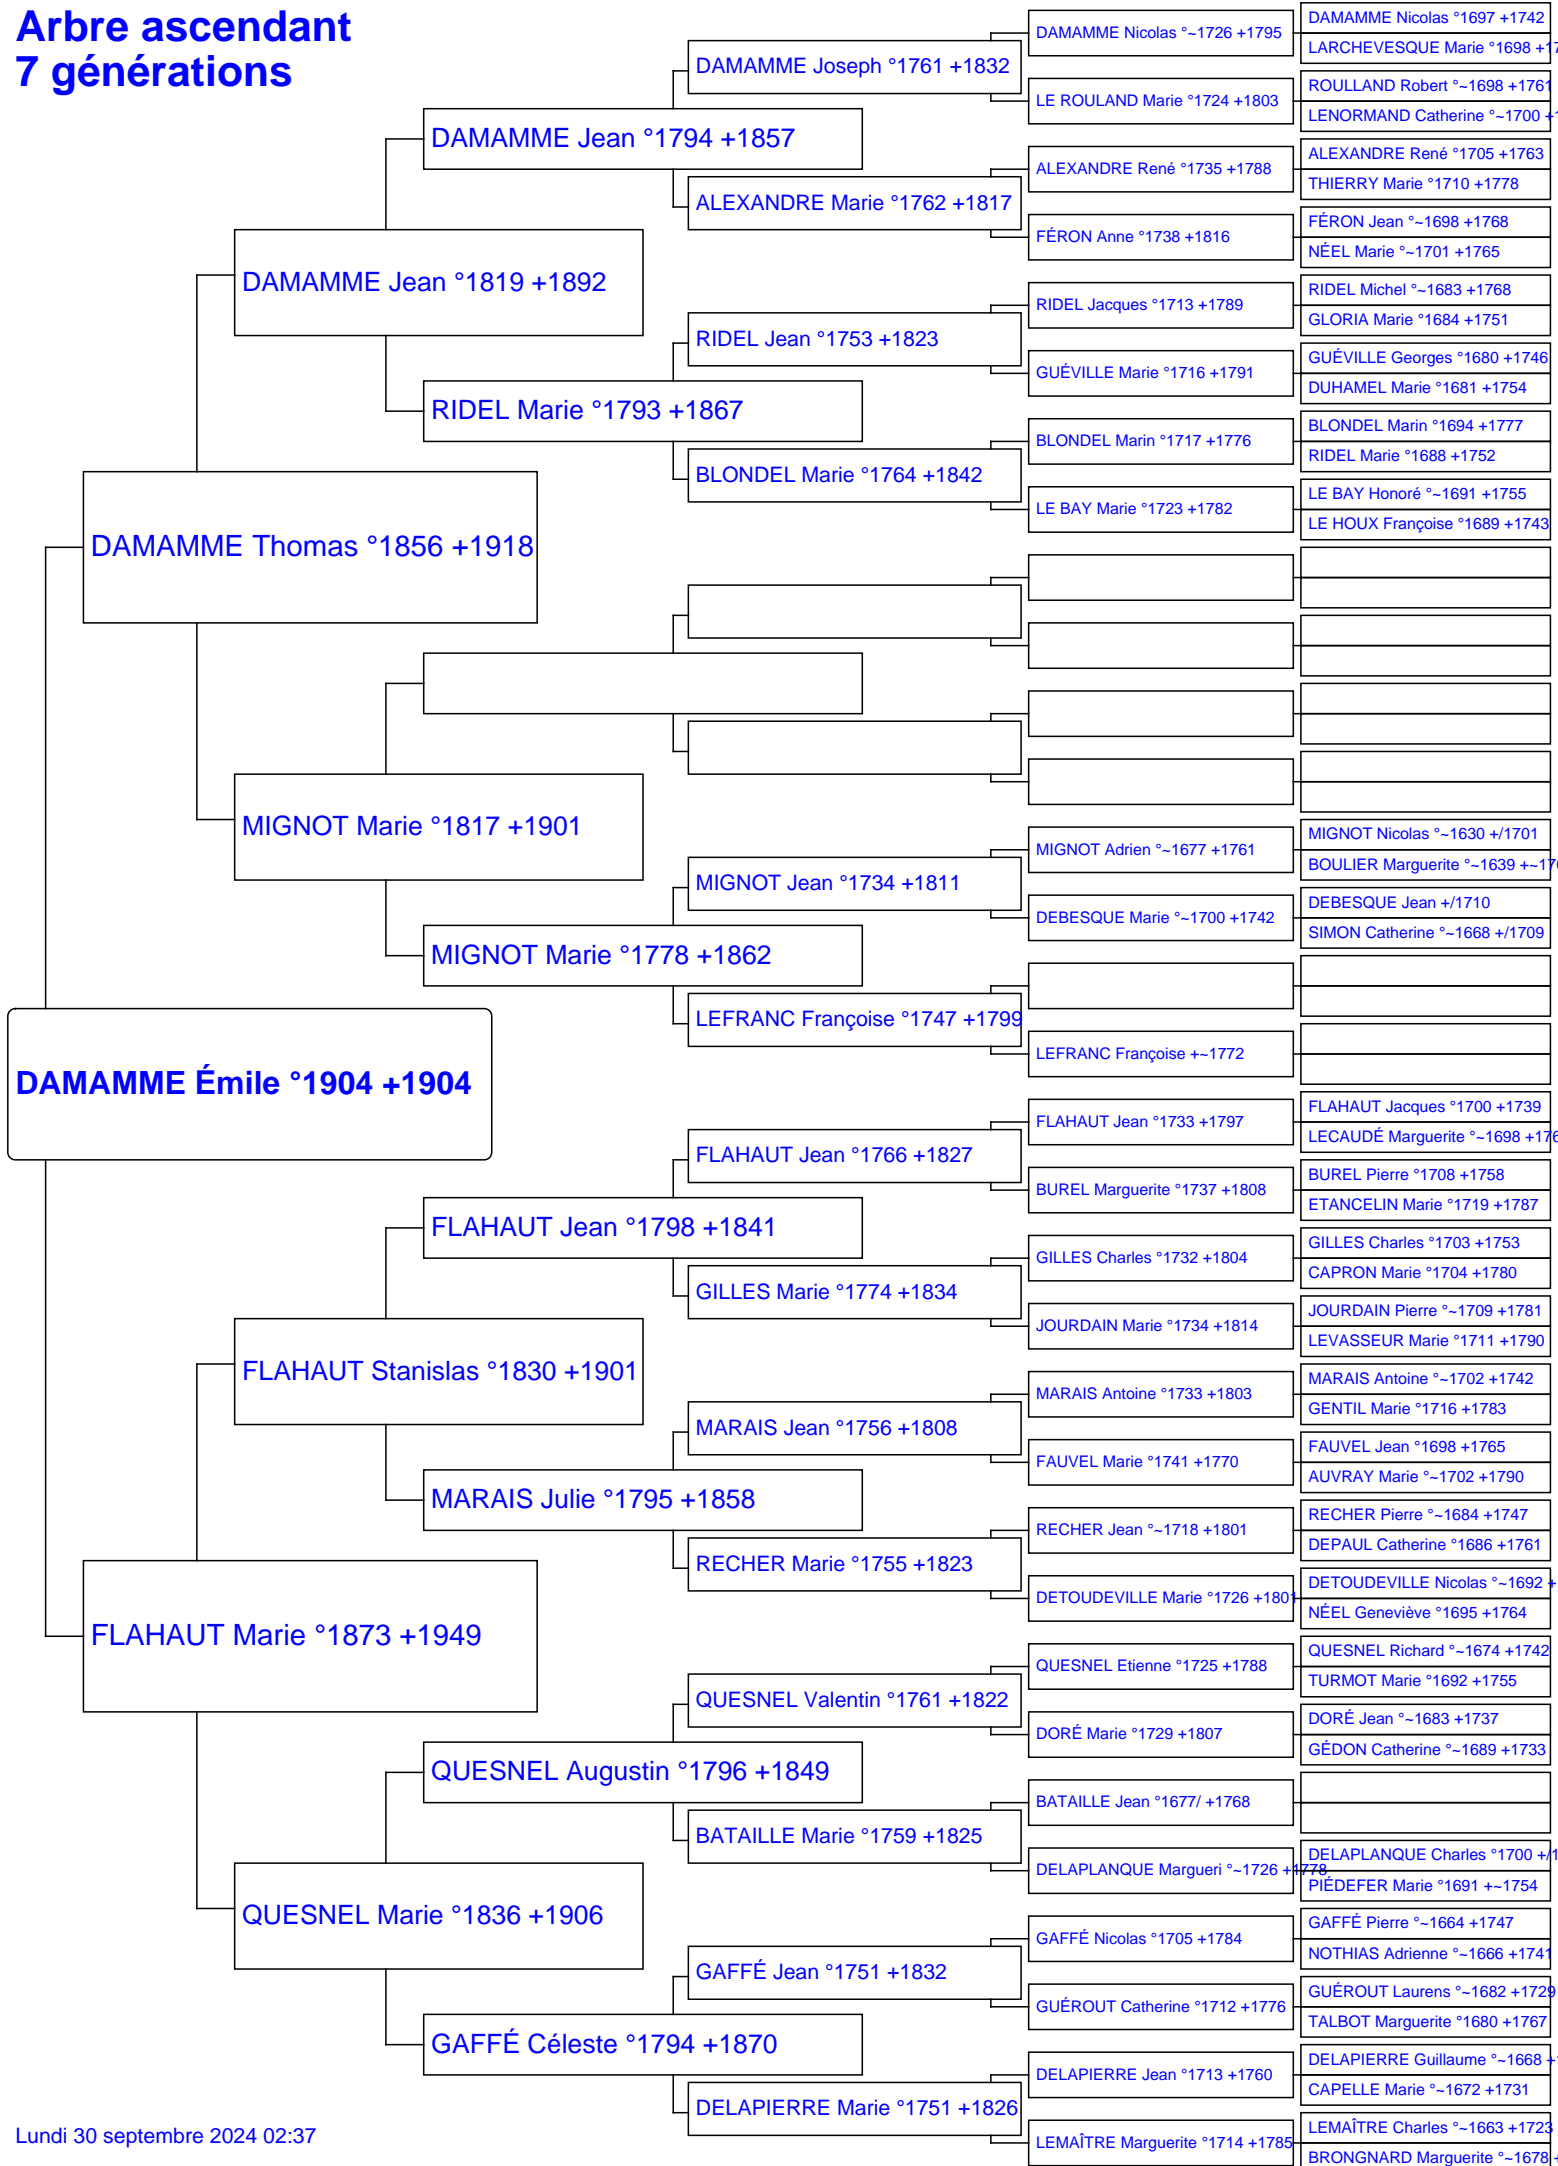 Arbre ascendant
7 générations
DAMAMME Émile °1904 +1904
DAMAMME Thomas °1856 +1918
FLAHAUT Marie °1873 +1949
DAMAMME Jean °1819 +1892
MIGNOT Marie °1817 +1901
FLAHAUT Stanislas °1830 +1901
QUESNEL Marie °1836 +1906
DAMAMME Jean °1794 +1857
RIDEL Marie °1793 +1867
MIGNOT Marie °1778 +1862
FLAHAUT Jean °1798 +1841
MARAIS Julie °1795 +1858
QUESNEL Augustin °1796 +1849
GAFFÉ Céleste °1794 +1870
DAMAMME Joseph °1761 +1832
ALEXANDRE Marie °1762 +1817
RIDEL Jean °1753 +1823
BLONDEL Marie °1764 +1842
MIGNOT Jean °1734 +1811
LEFRANC Françoise °1747 +1799
FLAHAUT Jean °1766 +1827
GILLES Marie °1774 +1834
MARAIS Jean °1756 +1808
RECHER Marie °1755 +1823
QUESNEL Valentin °1761 +1822
BATAILLE Marie °1759 +1825
GAFFÉ Jean °1751 +1832
DELAPIERRE Marie °1751 +1826
DAMAMME Nicolas °~1726 +1795
LE ROULAND Marie °1724 +1803
ALEXANDRE René °1735 +1788
FÉRON Anne °1738 +1816
RIDEL Jacques °1713 +1789
GUÉVILLE Marie °1716 +1791
BLONDEL Marin °1717 +1776
LE BAY Marie °1723 +1782
MIGNOT Adrien °~1677 +1761
DEBESQUE Marie °~1700 +1742
LEFRANC Françoise +~1772
FLAHAUT Jean °1733 +1797
BUREL Marguerite °1737 +1808
GILLES Charles °1732 +1804
JOURDAIN Marie °1734 +1814
MARAIS Antoine °1733 +1803
FAUVEL Marie °1741 +1770
RECHER Jean °~1718 +1801
DETOUDEVILLE Marie °1726 +1801
QUESNEL Etienne °1725 +1788
DORÉ Marie °1729 +1807
BATAILLE Jean °1677/ +1768
DELAPLANQUE Margueri °~1726 +1778
GAFFÉ Nicolas °1705 +1784
GUÉROUT Catherine °1712 +1776
DELAPIERRE Jean °1713 +1760
LEMAÎTRE Marguerite °1714 +1785
DAMAMME Nicolas °1697 +1742
LARCHEVESQUE Marie °1698
ROULLAND Robert °~1698 +1761
LENORMAND Catherine °~1700
ALEXANDRE René °1705 +1763
THIERRY Marie °1710 +1778
FÉRON Jean °~1698 +1768
NÉEL Marie °~1701 +1765
RIDEL Michel °~1683 +1768
GLORIA Marie °1684 +1751
GUÉVILLE Georges °1680 +1746
DUHAMEL Marie °1681 +1754
BLONDEL Marin °1694 +1777
RIDEL Marie °1688 +1752
LE BAY Honoré °~1691 +1755
LE HOUX Françoise °1689 +1743
MIGNOT Nicolas °~1630 +/1701
BOULIER Marguerite °~1639
DEBESQUE Jean +/1710
SIMON Catherine °~1668 +/1709
FLAHAUT Jacques °1700 +1739
LECAUDÉ Marguerite °~1698
BUREL Pierre °1708 +1758
ETANCELIN Marie °1719 +1787
GILLES Charles °1703 +1753
CAPRON Marie °1704 +1780
JOURDAIN Pierre °~1709 +1781
LEVASSEUR Marie °1711 +1790
MARAIS Antoine °~1702 +1742
GENTIL Marie °1716 +1783
FAUVEL Jean °1698 +1765
AUVRAY Marie °~1702 +1790
RECHER Pierre °~1684 +1747
DEPAUL Catherine °1686 +1761
DETOUDEVILLE Nicolas °~1692 +
NÉEL Geneviève °1695 +1764
QUESNEL Richard °~1674 +1742
TURMOT Marie °1692 +1755
DORÉ Jean °~1683 +1737
GÉDON Catherine °~1689 +1733
DELAPLANQUE Charles °1700
PIÉDEFER Marie °1691 +~1754
GAFFÉ Pierre °~1664 +1747
NOTHIAS Adrienne °~1666 +1741
GUÉROUT Laurens °~1682 +1729
TALBOT Marguerite °1680 +1767
DELAPIERRE Guillaume °~1668
CAPELLE Marie °~1672 +1731
LEMAÎTRE Charles °~1663 +1723
BRONGNARD Marguerite °~1678
Lundi 30 septembre 2024 02:37